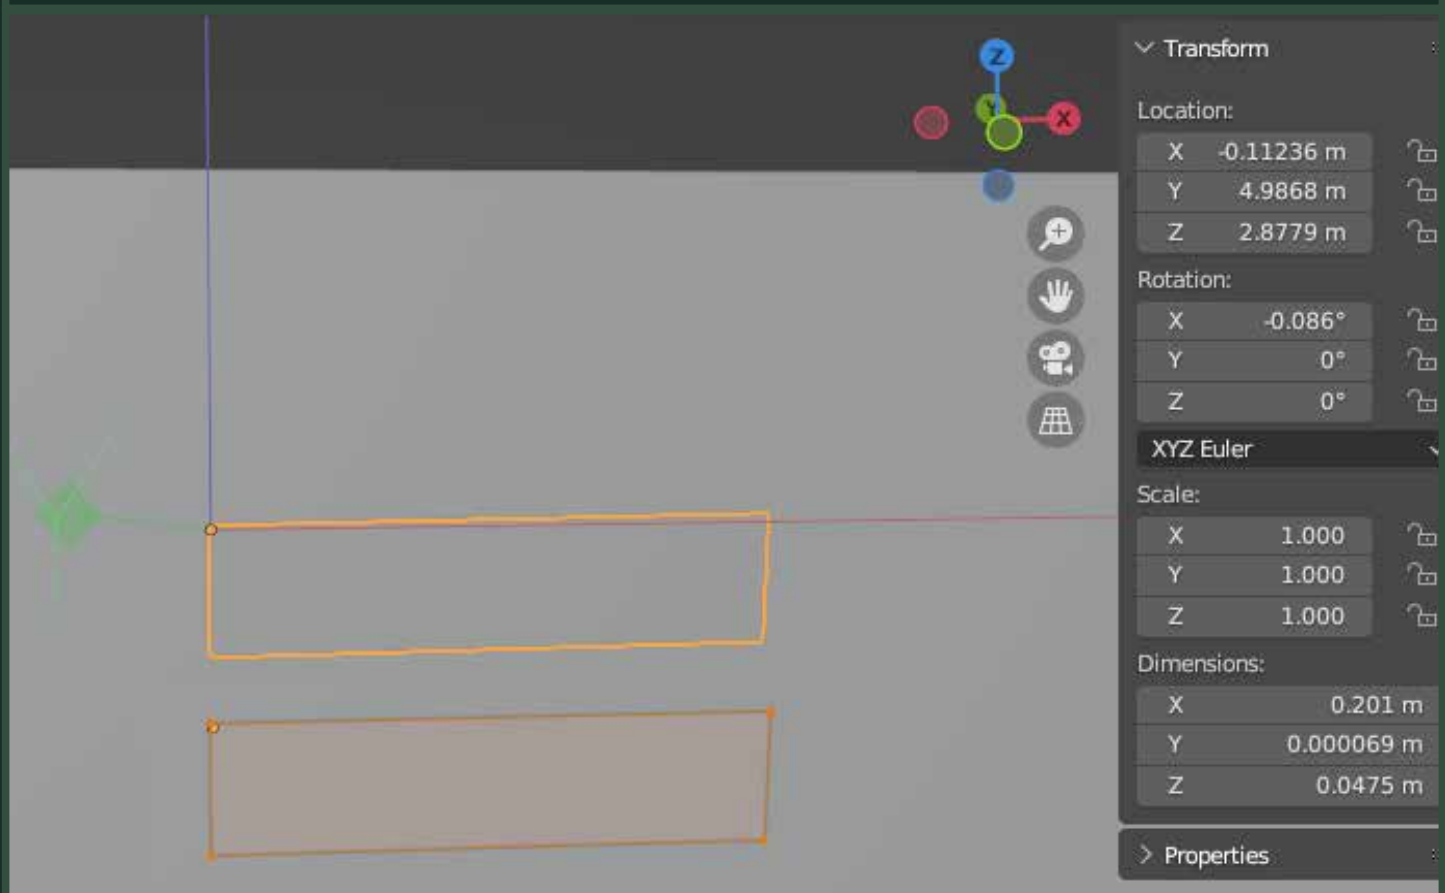 Z
Y
X
Transform
Location:
X -0.11236 m
Y 4.9868 m
Z 2.8779 m
Rotation:
X -0.086°
Y 0°
Z 0°
XYZ Euler
Scale:
X 1.000
Y 1.000
Z 1.000
Dimensions:
X 0.201 m
Y 0.000069 m
Z 0.0475 m
Properties